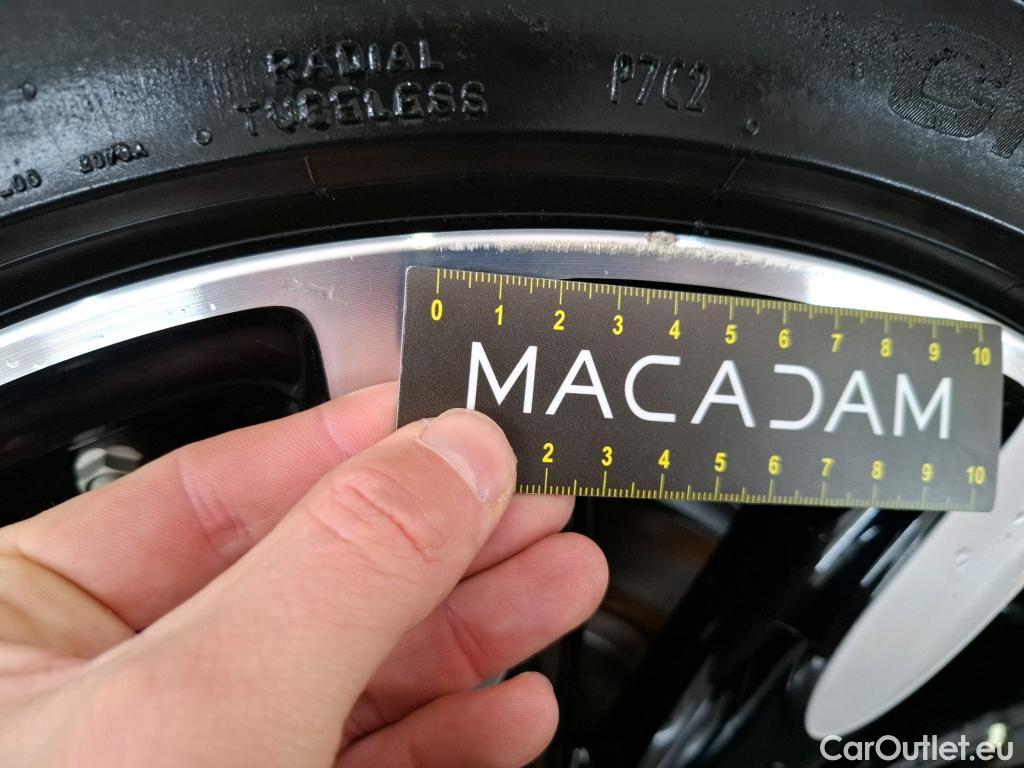 RADIAL
TUBELESS
P7C2
0 1 2 3 4 5 6 7 8 9 10
MACADAM
2 3 4 5 6 7 8 9 10
CarOutlet.eu